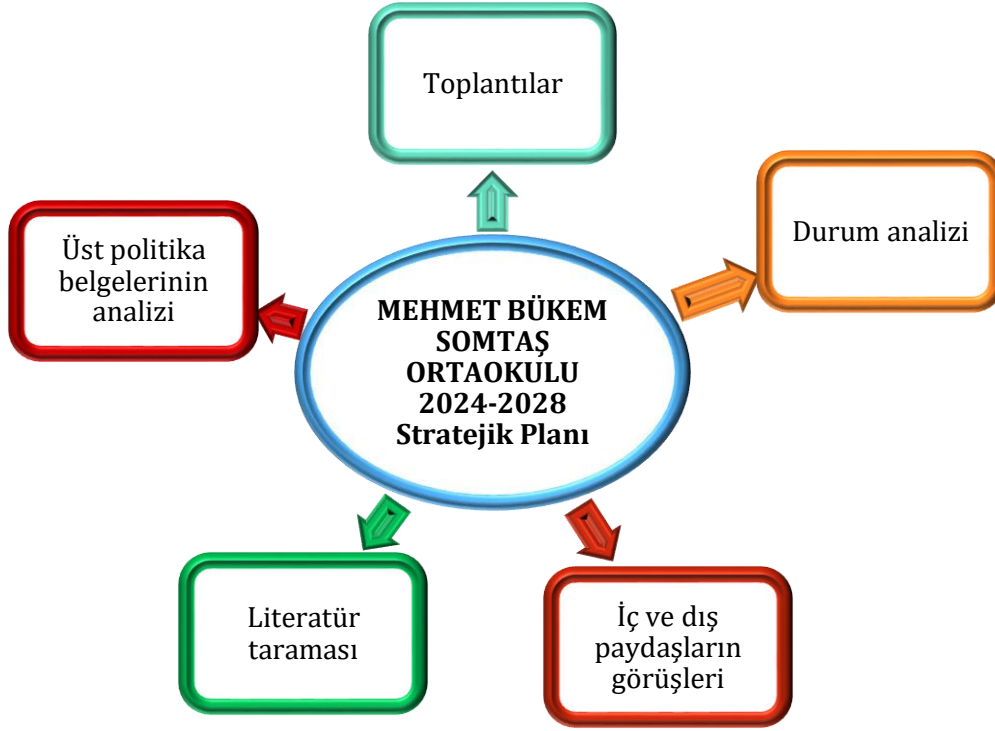 Toplantılar
Durum analizi
Üst politika
belgelerinin
analizi
MEHMET BÜKEM
SOMTAŞ
ORTAOKULU
2024-2028
Stratejik Planı
Literatür
taraması
İç ve dış
paydaşların
görüşleri